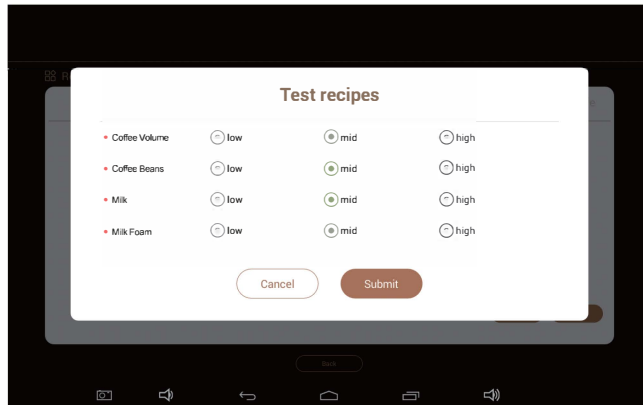 Test recipes
Coffee Volume low mid high
Coffee Beans low mid high
Milk low mid high
Milk Foam low mid high
Cancel Submit
Back